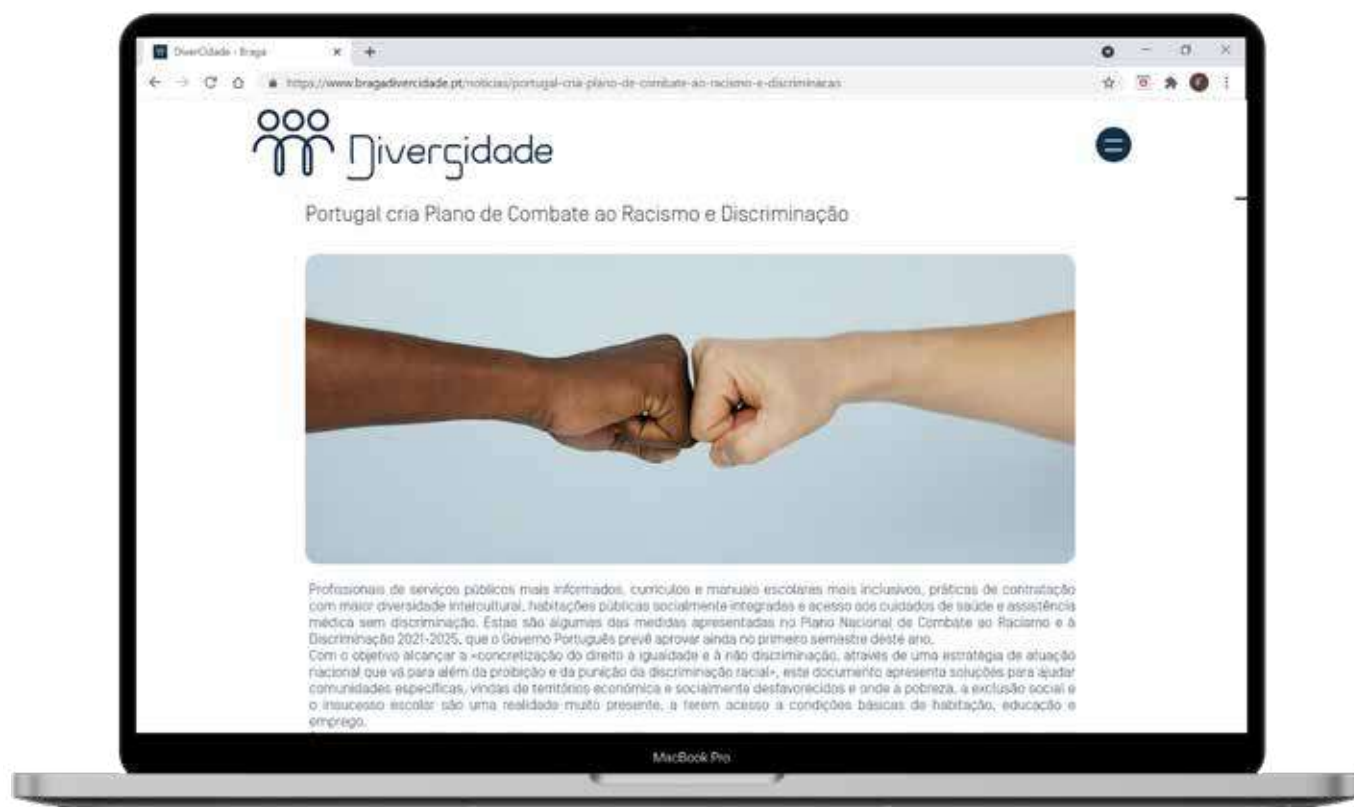 DiverCidade - Braga
https://www.bragadivercidade.pt/noticias/portugal-cria-plano-de-combate-ao-racismo-e-discriminacao
Diverçidade
Portugal cria Plano de Combate ao Racismo e Discriminação
Profissionais de serviços públicos mais informados, currículos e manuais escolares mais inclusivos, práticas de contratação
com maior diversidade intercultural, habitações públicas socialmente integradas e acesso aos cuidados de saúde e assistência
médica sem discriminação. Estas são algumas das medidas apresentadas no Plano Nacional de Combate ao Racismo e à
Discriminação 2021-2025, que o Governo Português prevê aprovar ainda no primeiro semestre deste ano.
Com o objetivo alcançar a «concretização do direito à igualdade e à não discriminação, através de uma estratégia de atuação
nacional que vá para além da proibição e da punição da discriminação racial», este documento apresenta soluções para ajudar
comunidades específicas, vindas de territórios económica e socialmente desfavorecidos e onde a pobreza, a exclusão social e
o insucesso escolar são uma realidade muito presente, a terem acesso a condições básicas de habitação, educação e
emprego.
MacBook Pro